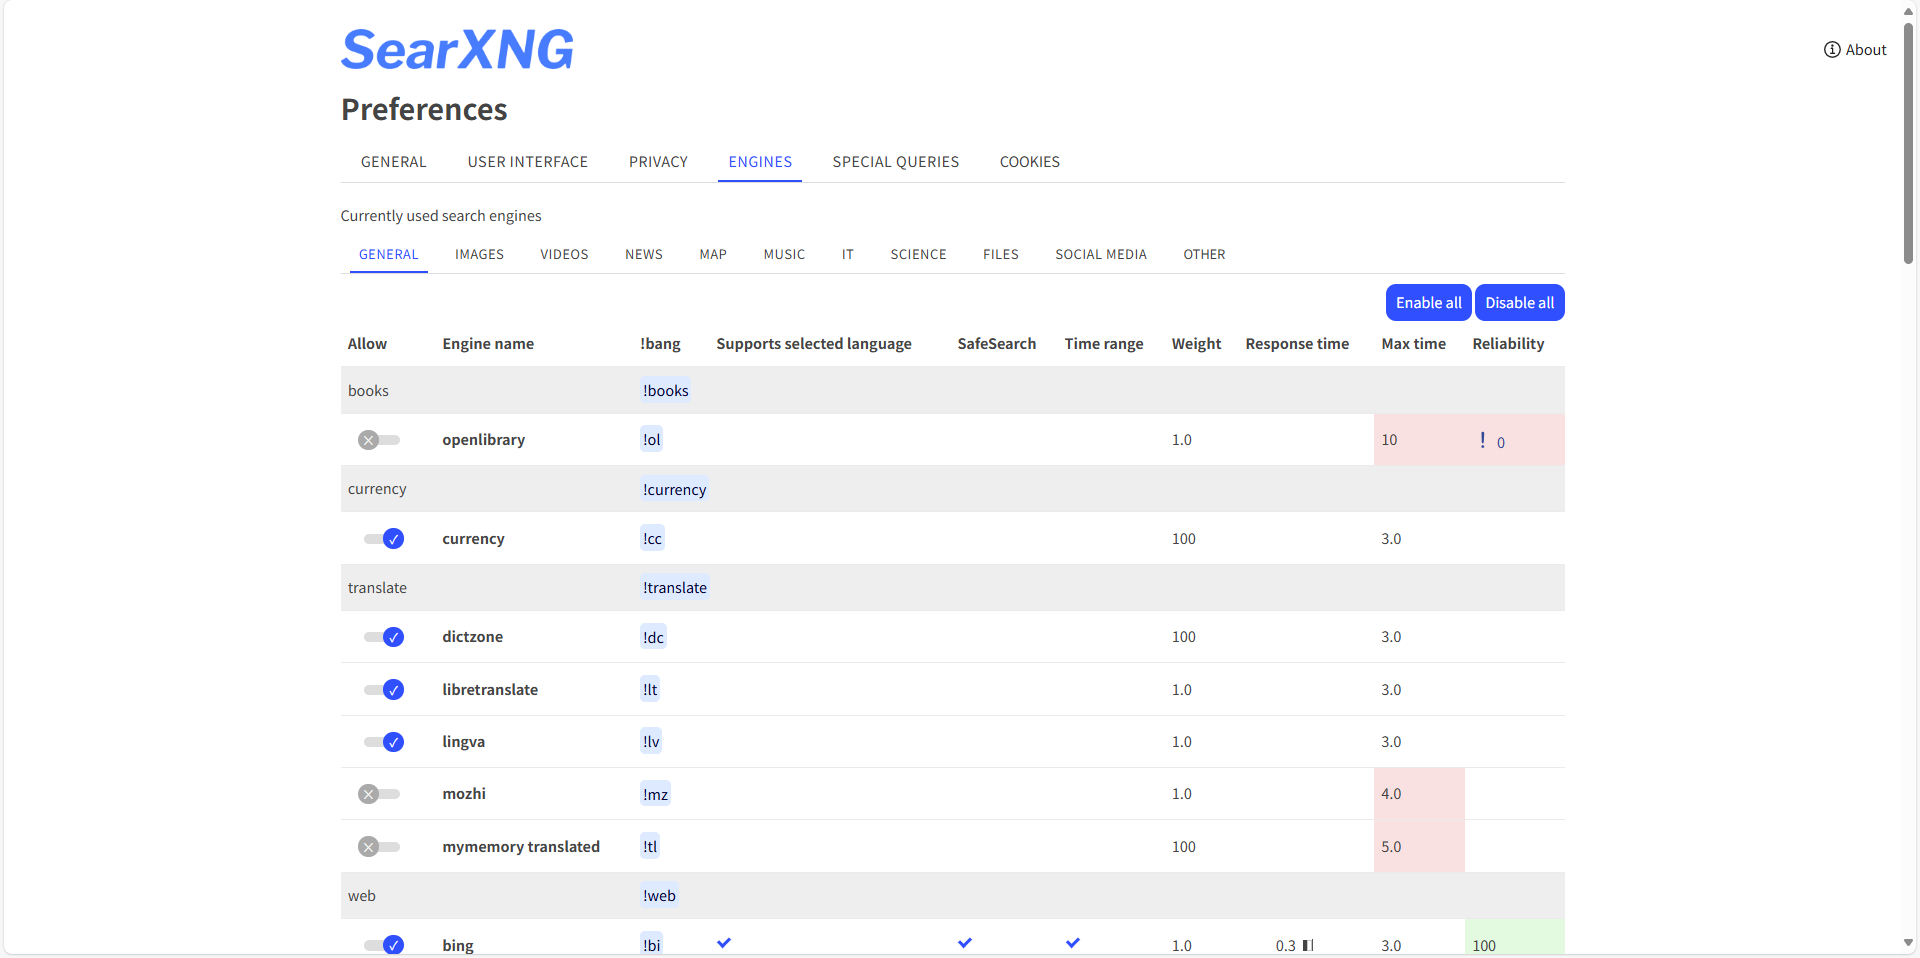 SearXNG
About
Preferences
GENERAL USER INTERFACE PRIVACY ENGINES SPECIAL QUERIES COOKIES
Currently used search engines
GENERAL IMAGES VIDEOS NEWS MAP MUSIC IT SCIENCE FILES SOCIAL MEDIA OTHER
Enable all Disable all
Allow Engine name !bang Supports selected language SafeSearch Time range Weight Response time Max time Reliability
books !books
openlibrary !ol 1.0 10 ! 0
currency !currency
currency !cc 100 3.0
translate !translate
dictzone !dc 100 3.0
libretranslate !lt 1.0 3.0
lingva !lv 1.0 3.0
mozhi !mz 1.0 4.0
mymemory translated !tl 100 5.0
web !web
bing !bi 1.0 0.3 3.0 100